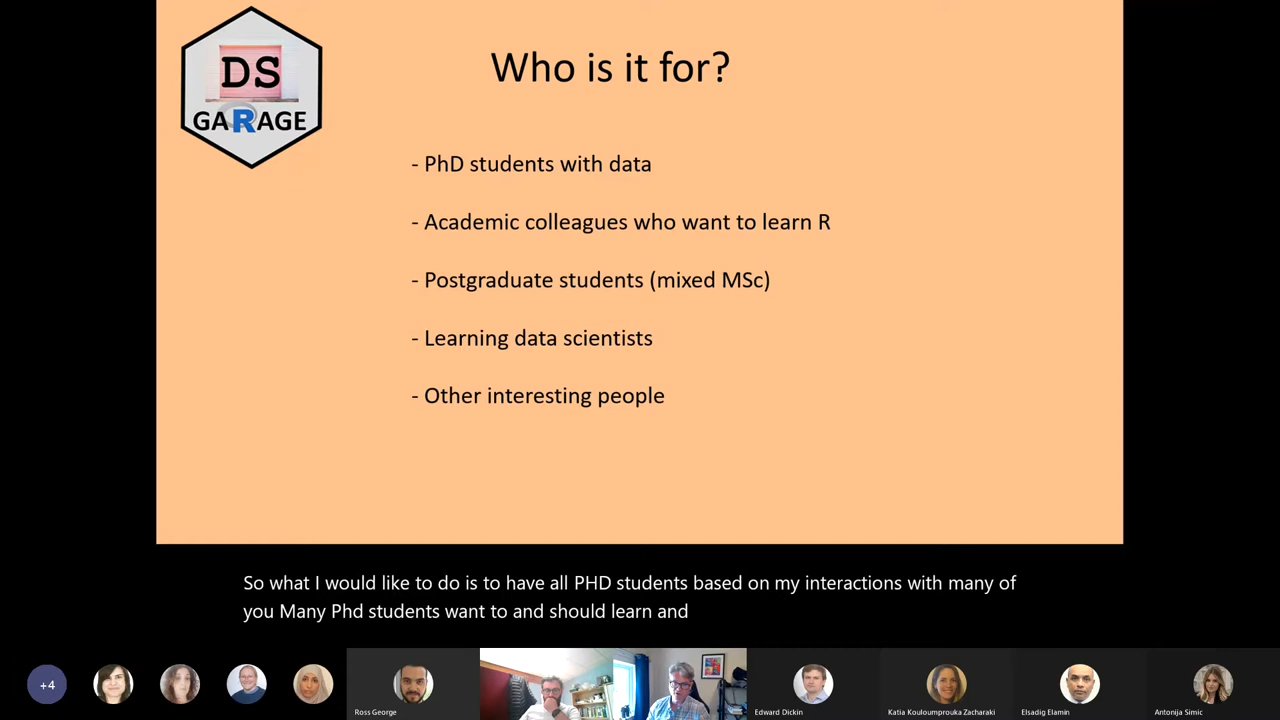 DS
GARAGE
Who is it for?
- PhD students with data
- Academic colleagues who want to learn R
- Postgraduate students (mixed MSc)
- Learning data scientists
- Other interesting people
So what I would like to do is to have all PHD students based on my interactions with many of
you Many Phd students want to and should learn and
+4
Ross George
Edward Dickin
Katia Kouloumprouka Zacharaki
Elsadig Elamin
Antonija Simic